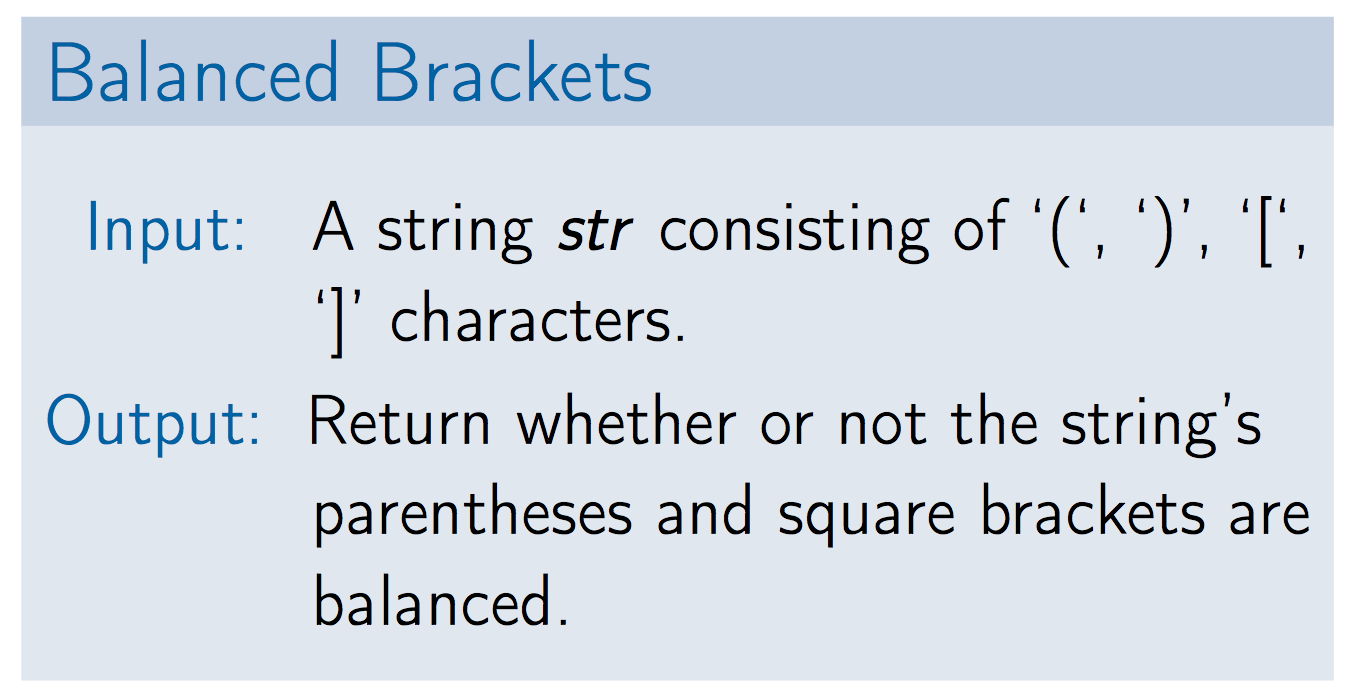 Balanced Brackets
Input: A string str consisting of ‘(‘, ‘)’, ‘[‘,
‘]’ characters.
Output: Return whether or not the string’s
parentheses and square brackets are
balanced.